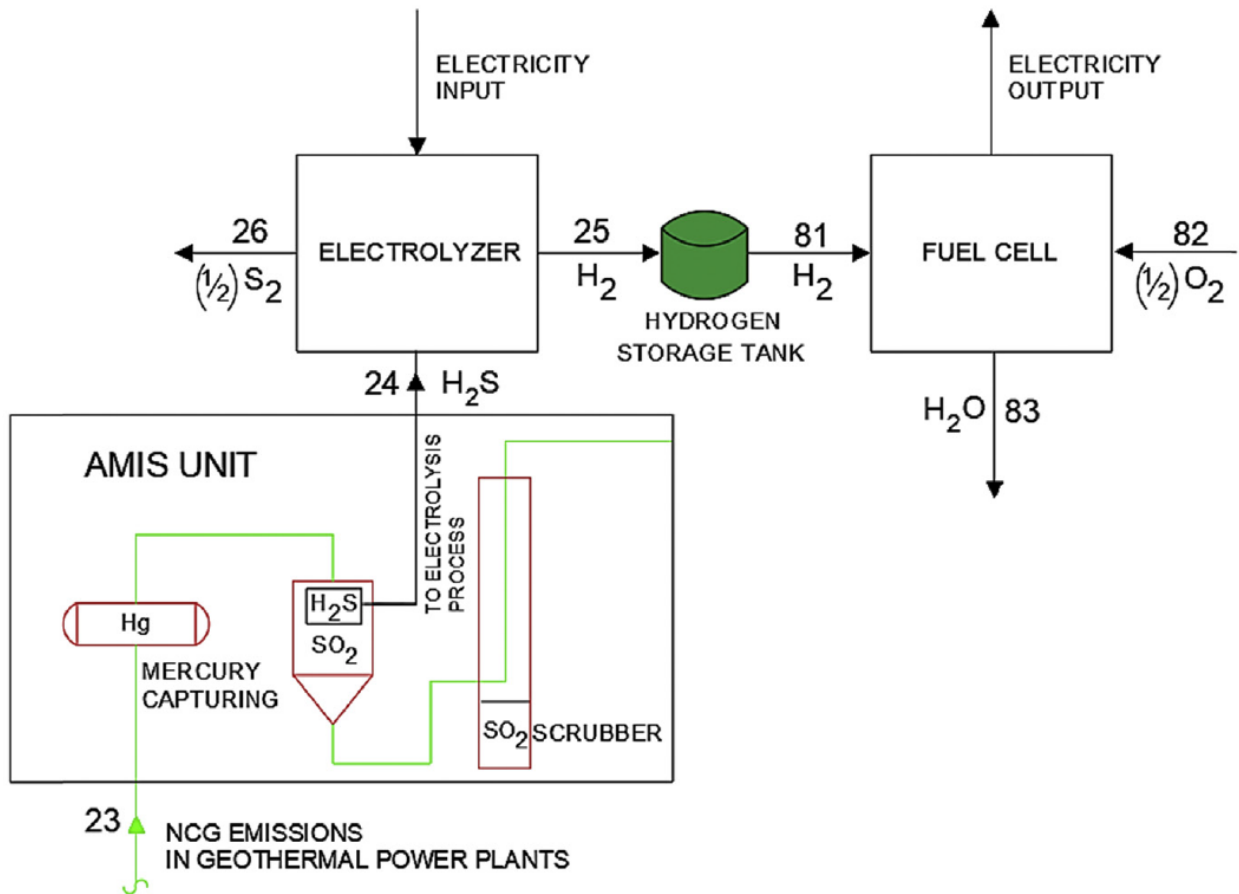 ELECTRICITY
INPUT
ELECTRICITY
OUTPUT
26
(½)S₂
ELECTROLYZER
25
H₂
81
H₂
FUEL CELL
82
(½)O₂
HYDROGEN
STORAGE TANK
24
H₂S
H₂O
83
AMIS UNIT
TO ELECTROLYSIS
PROCESS
Hg
H₂S
SO₂
MERCURY
CAPTURING
SO₂
SCRUBBER
23
NCG EMISSIONS
IN GEOTHERMAL POWER PLANTS